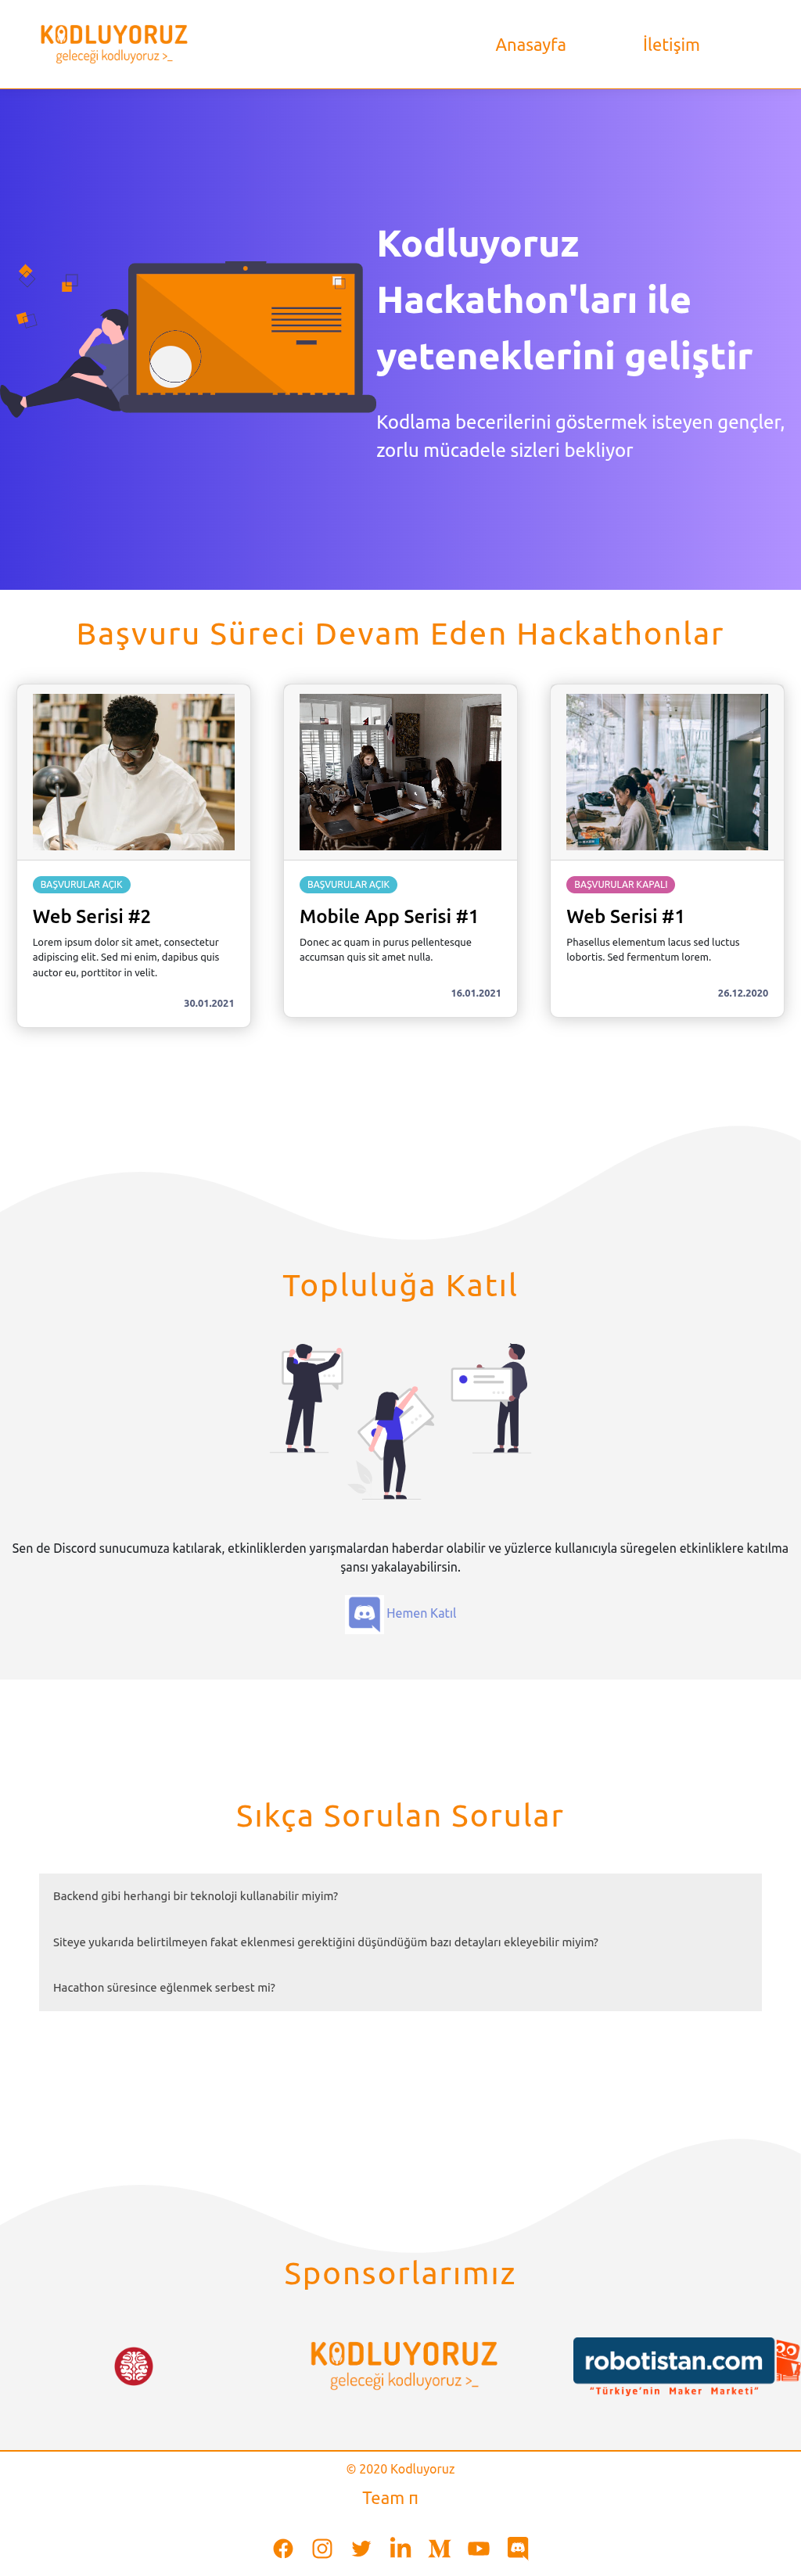 KODLUYORUZ
geleceği kodluyoruz >_
Anasayfa
İletişim
Kodluyoruz
Hackathon'ları ile
yeteneklerini geliştir
Kodlama becerilerini göstermek isteyen gençler,
zorlu mücadele sizleri bekliyor
Başvuru Süreci Devam Eden Hackathonlar
BAŞVURULAR AÇIK
Web Serisi #2
Lorem ipsum dolor sit amet, consectetur
adipiscing elit. Sed mi enim, dapibus quis
auctor eu, porttitor in velit.
30.01.2021
BAŞVURULAR AÇIK
Mobile App Serisi #1
Donec ac quam in purus pellentesque
accumsan quis sit amet nulla.
16.01.2021
BAŞVURULAR KAPALI
Web Serisi #1
Phasellus elementum lacus sed luctus
lobortis. Sed fermentum lorem.
26.12.2020
Topluluğa Katıl
Sen de Discord sunucumuza katılarak, etkinliklerden yarışmalardan haberdar olabilir ve yüzlerce kullanıcıyla süregelen etkinliklere katılma
şansı yakalayabilirsin.
Hemen Katıl
Sıkça Sorulan Sorular
Backend gibi herhangi bir teknoloji kullanabilir miyim?
Siteye yukarıda belirtilmeyen fakat eklenmesi gerektiğini düşündüğüm bazı detayları ekleyebilir miyim?
Hacathon süresince eğlenmek serbest mi?
Sponsorlarımız
KODLUYORUZ
geleceği kodluyoruz >_
robotistan.com
"Türkiye'nin Maker Marketi"
© 2020 Kodluyoruz
Team π